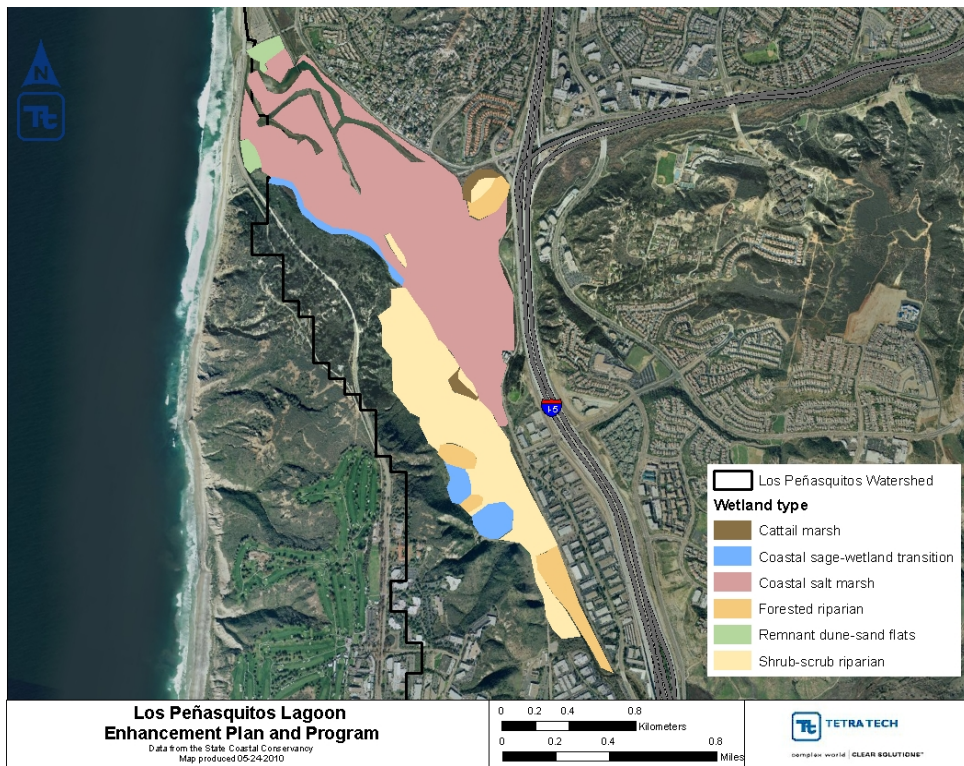 N
Tt
I-5
Los Peñasquitos Watershed
Wetland type
Cattail marsh
Coastal sage-wetland transition
Coastal salt marsh
Forested riparian
Remnant dune-sand flats
Shrub-scrub riparian
Los Peñasquitos Lagoon
Enhancement Plan and Program
Data from the State Coastal Conservancy
Map produced 05-24-2010
0 0.2 0.4 0.8
Kilometers
0 0.2 0.4 0.8
Miles
Tt TETRA TECH
complex world | CLEAR SOLUTIONS™